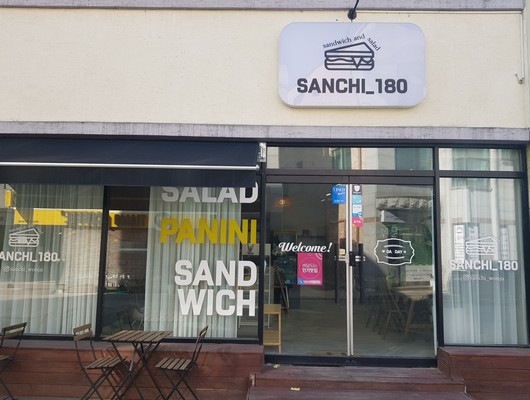 sandwich and salad
SANCHI_180
SALAD
PANINI
SAND
WICH
SANCHI_180
Welcome!
SANCHI_180